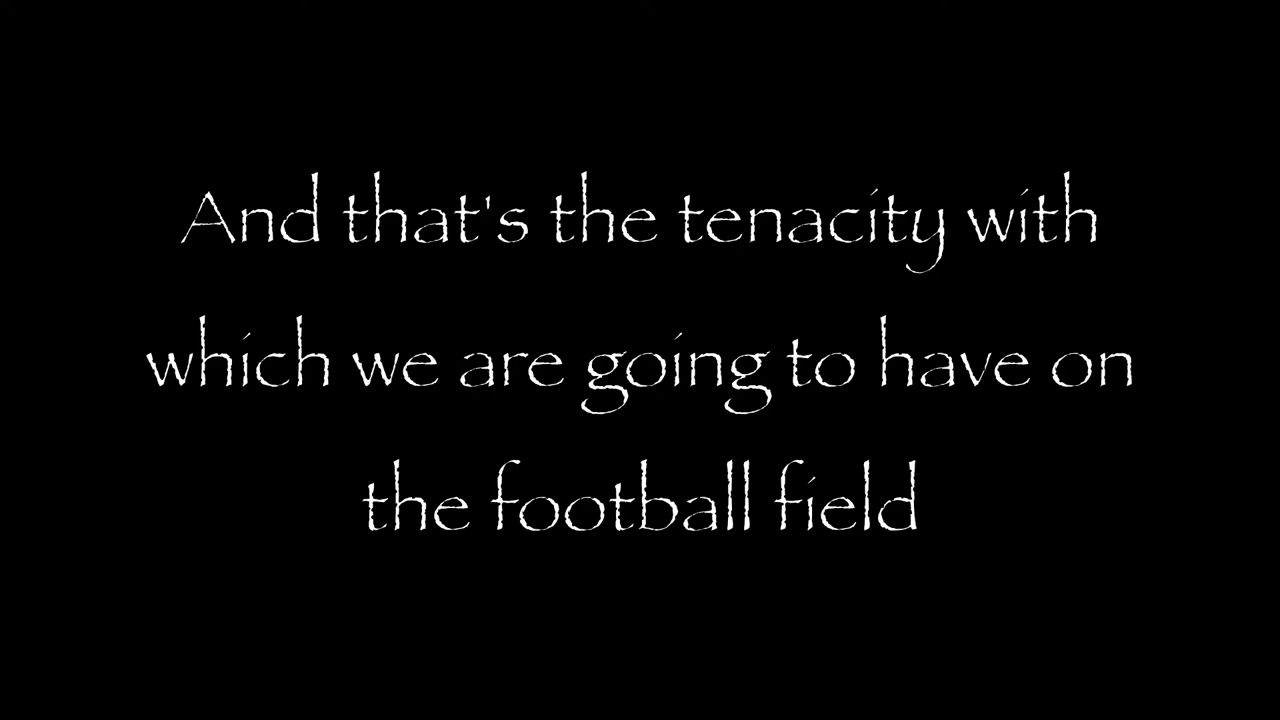 And that's the tenacity with
which we are going to have on
the football field